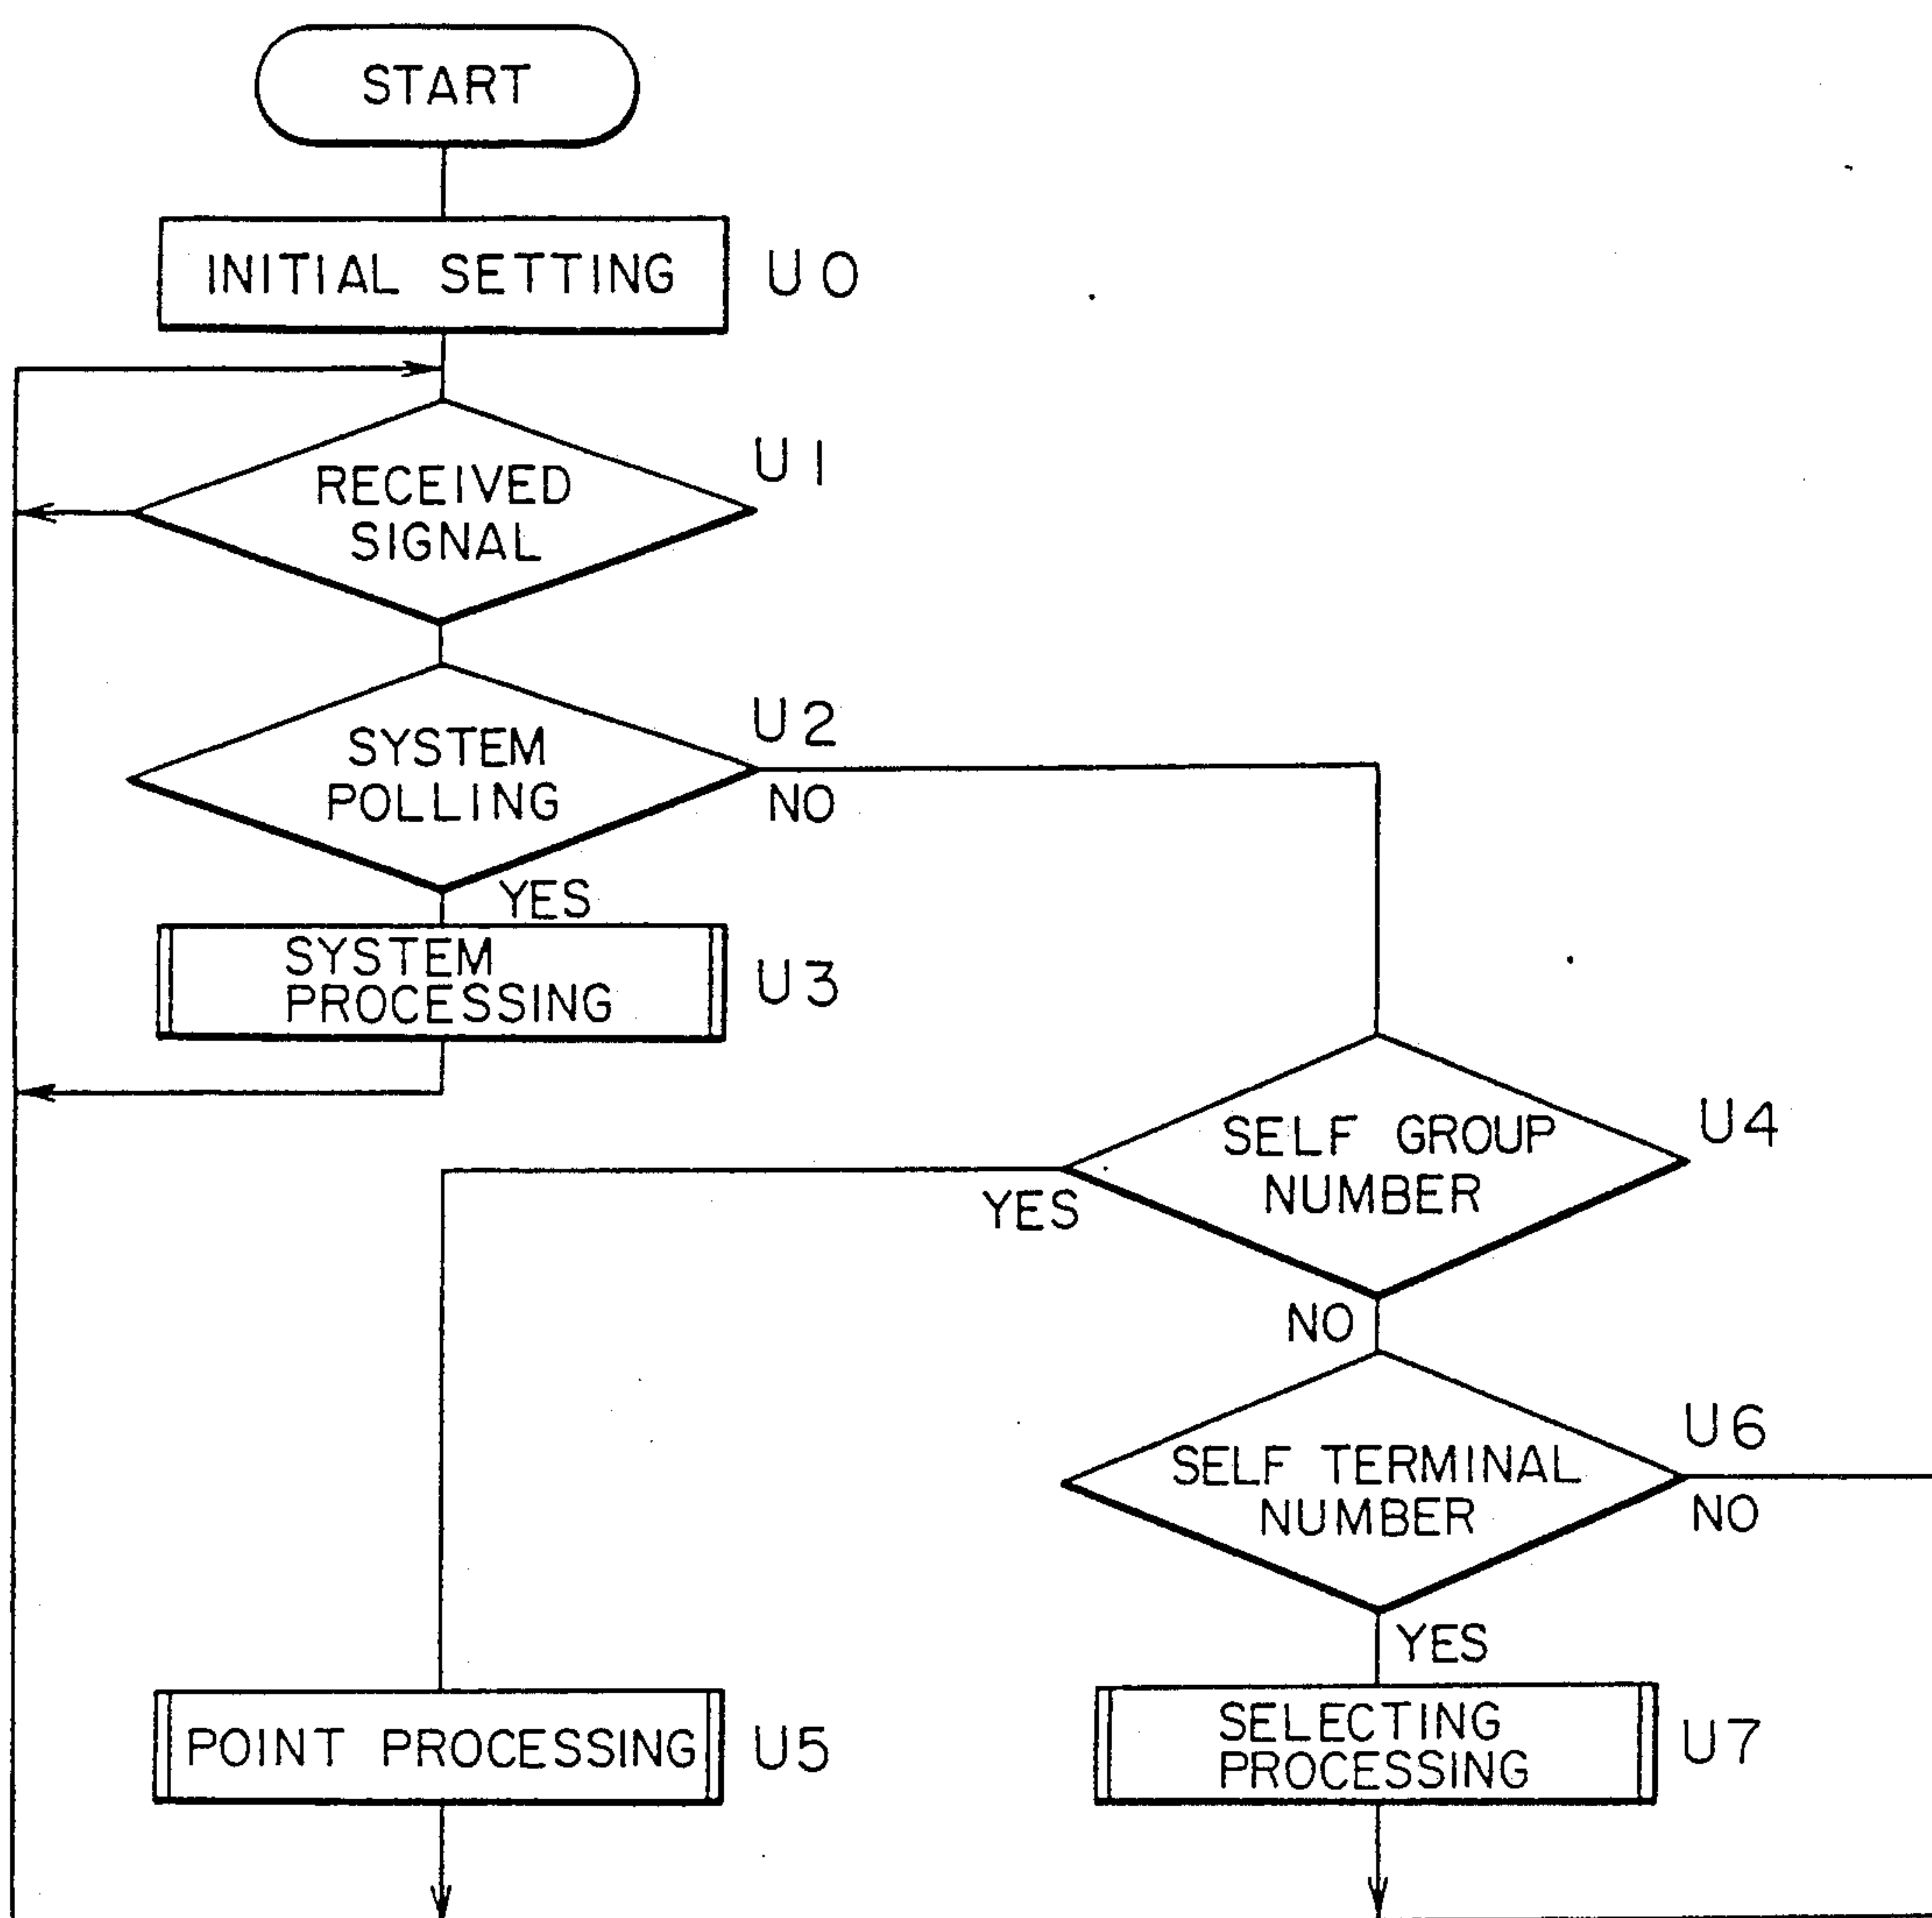 START
INITIAL SETTING
U0
RECEIVED
SIGNAL
U1
SYSTEM
POLLING
U2
NO
YES
SYSTEM
PROCESSING
U3
SELF GROUP
NUMBER
U4
YES
NO
SELF TERMINAL
NUMBER
U6
NO
YES
POINT PROCESSING
U5
SELECTING
PROCESSING
U7